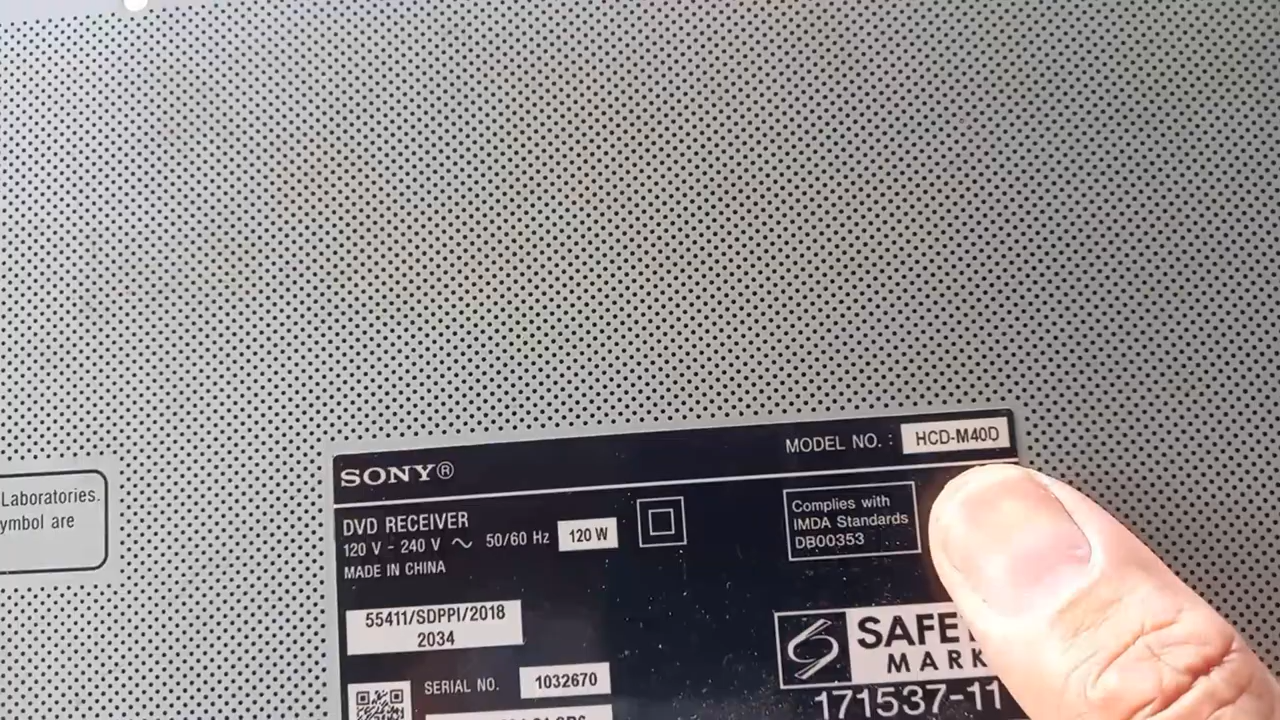 Laboratories.
ymbol are
SONY®
MODEL NO. : HCD-M40D
DVD RECEIVER
120 V - 240 V ~ 50/60 Hz 120 W
MADE IN CHINA
Complies with
IMDA Standards
DB00353
55411/SDPPI/2018
2034
SAFE
MARK
171537-11
SERIAL NO. 1032670